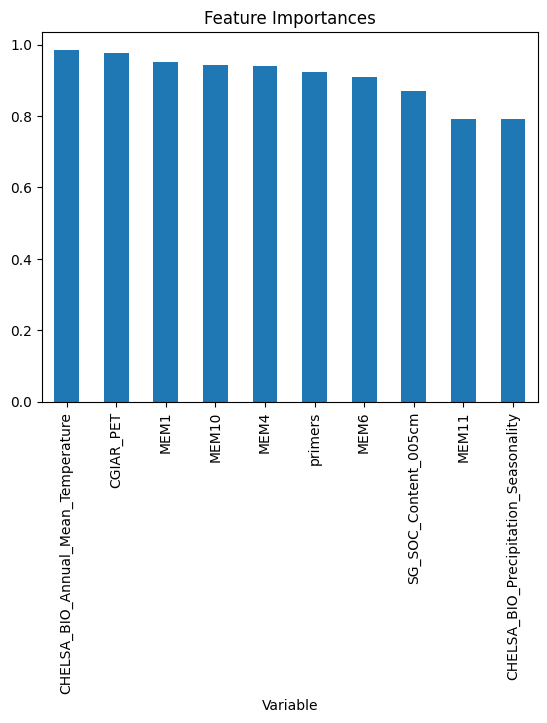 Feature Importances
1.0
0.8
0.6
0.4
0.2
0.0
CHELSA_BIO_Annual_Mean_Temperature
CGIAR_PET
MEM1
MEM10
MEM4
primers
MEM6
SG_SOC_Content_005cm
MEM11
CHELSA_BIO_Precipitation_Seasonality
Variable